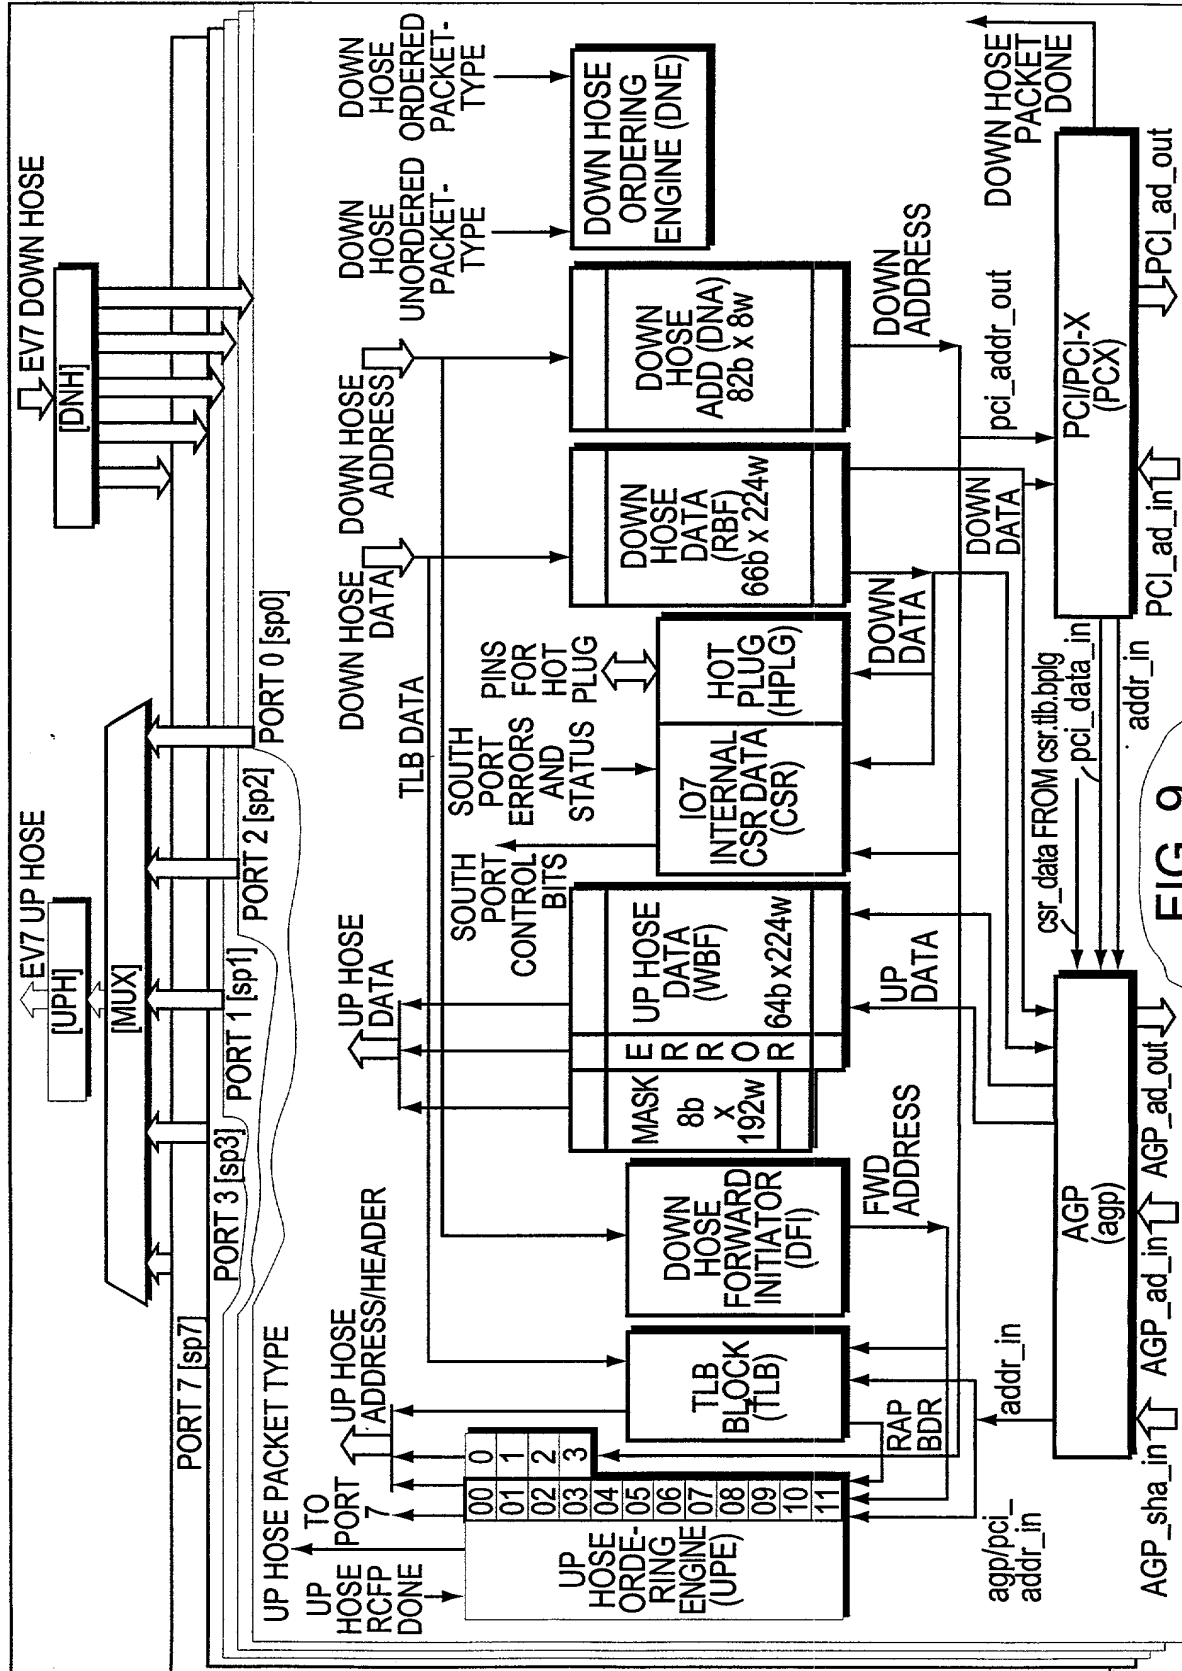 EV7 UP HOSE
[UPH]
[MUX]
EV7 DOWN HOSE
[DNH]
PORT 7 [sp7]
PORT 3 [sp3]
PORT 1 [sp1]
PORT 2 [sp2]
PORT 0 [sp0]
UP HOSE PACKET TYPE
UP
HOSE
RCFP
DONE
TO
PORT
7
UP HOSE
ADDRESS/HEADER
UP HOSE
DATA
TLB DATA
SOUTH
PORT
CONTROL
BITS
SOUTH
PORT
ERRORS
AND
STATUS
PINS
FOR
HOT
PLUG
DOWN HOSE
DATA
DOWN HOSE
ADDRESS
DOWN
HOSE
UNORDERED
PACKET-
TYPE
DOWN
HOSE
ORDERED
PACKET-
TYPE
UP
HOSE
ORDE-
RING
ENGINE
(UPE)
00
01
02
03
04
05
06
07
08
09
10
11
0
1
2
3
TLB
BLOCK
(TLB)
DOWN
HOSE
FORWARD
INITIATOR
(DFI)
MASK
8b
x
192w
E
R
R
O
R
UP HOSE
DATA
(WBF)
64b x224w
IO7
INTERNAL
CSR DATA
(CSR)
HOT
PLUG
(HPLG)
DOWN
HOSE
DATA
(RBF)
66b x 224w
DOWN
HOSE
ADD (DNA)
82b x 8w
DOWN HOSE
ORDERING
ENGINE (DNE)
RAP
BDR
FWD
ADDRESS
UP
DATA
DOWN
DATA
DOWN
DATA
DOWN
ADDRESS
agp/pci_
addr_in
addr_in
csr_data FROM csr.tlb.bplg
pci_data_in
addr_in
pci_addr_out
DOWN HOSE
PACKET
DONE
AGP
(agp)
PCI/PCI-X
(PCX)
AGP_sha_in
AGP_ad_in
AGP_ad_out
PCI_ad_in
PCI_ad_out
FIG. 9